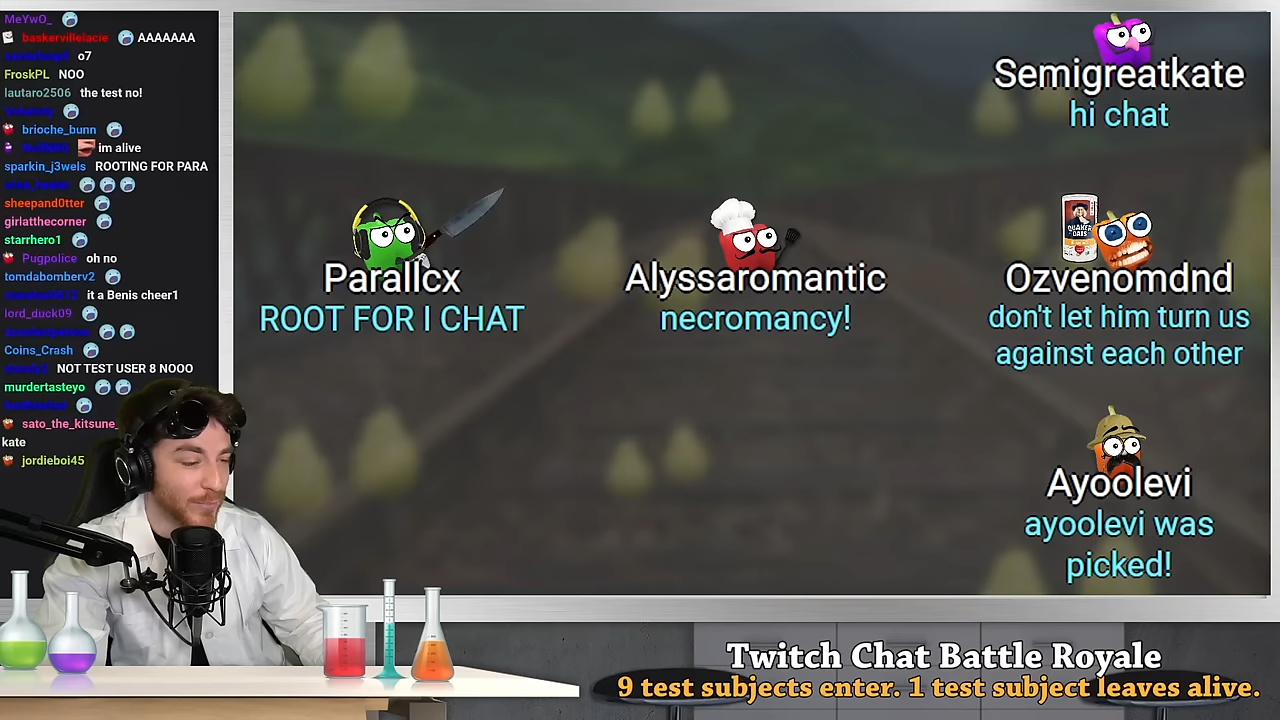 MeYwO_
baskervillelacie AAAAAAA
o7
FroskPL NOO
lautaro2506 the test no!
brioche_bunn
im alive
sparkin_j3wels ROOTING FOR PARA
sheepand0tter
girlatthecorner
starrhero1
Pugpolice oh no
tomdabomberv2
it a Benis cheer1
lord_duck09
Coins_Crash
NOT TEST USER 8 NOOO
murdertasteyo
sato_the_kitsune_
kate
jordieboi45
Semigreatkate
hi chat
Parallcx
ROOT FOR I CHAT
Alyssaromantic
necromancy!
QUAKER
OATS
Ozvenomdnd
don't let him turn us
against each other
Ayoolevi
ayoolevi was
picked!
Twitch Chat Battle Royale
9 test subjects enter. 1 test subject leaves alive.